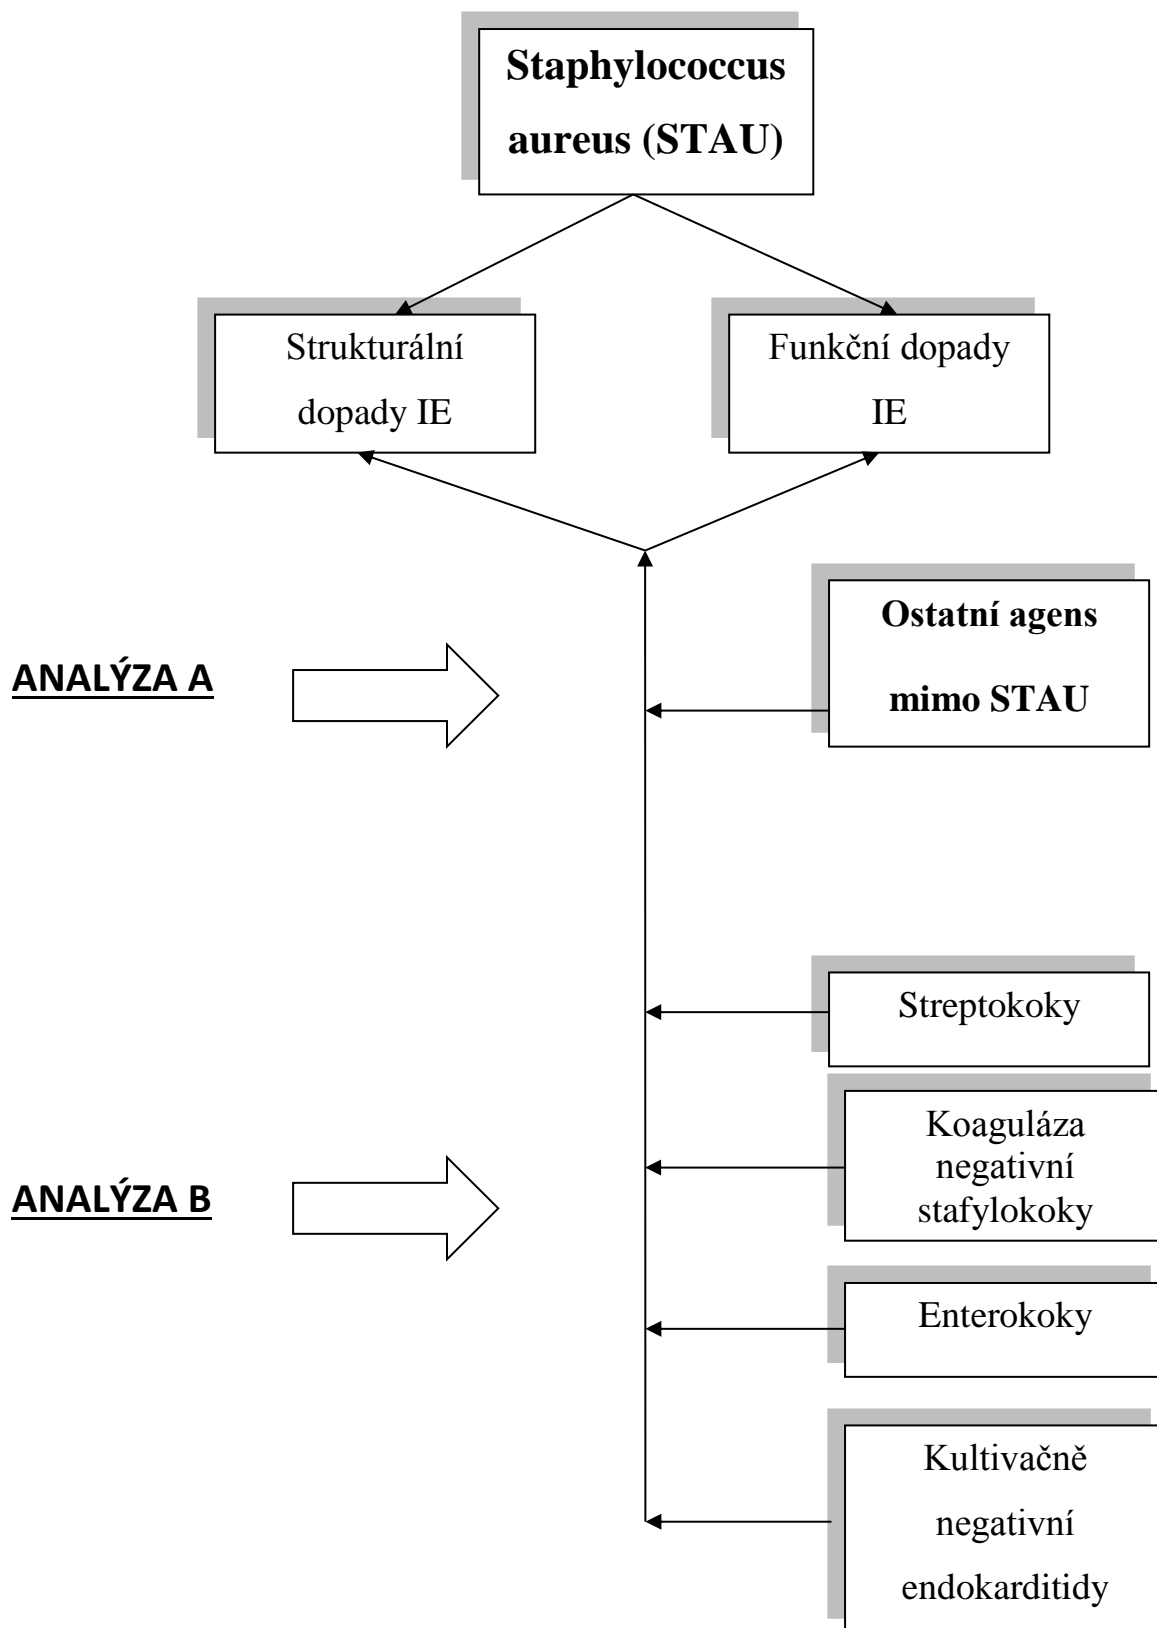 Staphylococcus
aureus (STAU)
Strukturální
dopady IE
Funkční dopady
IE
Ostatní agens
mimo STAU
ANALÝZA A
Streptokoky
Koaguláza
negativní
stafylokoky
ANALÝZA B
Enterokoky
Kultivačně
negativní
endokarditidy